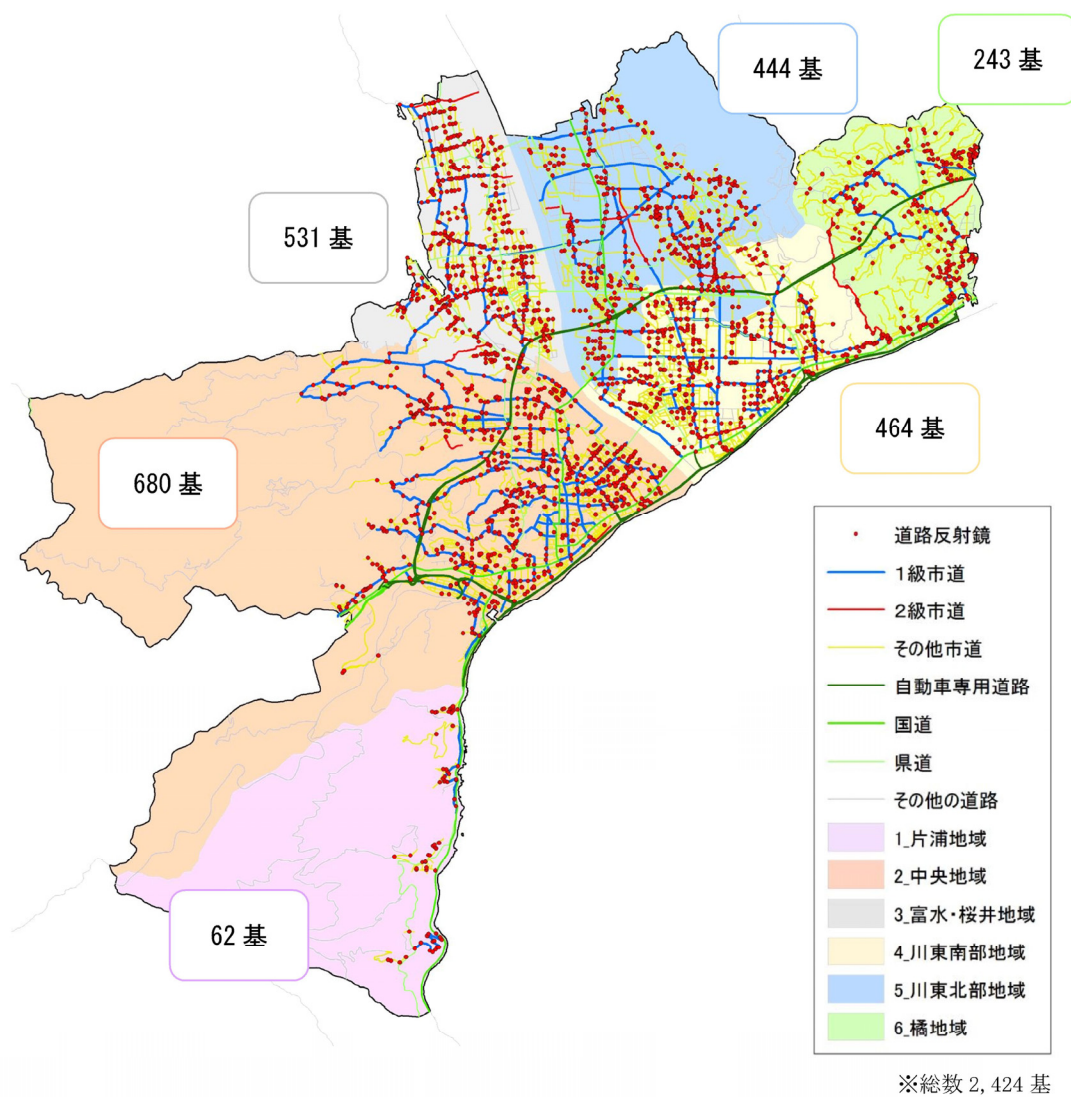 444 基
243 基
531 基
464 基
680 基
62 基
道路反射鏡
1級市道
2級市道
その他市道
自動車専用道路
国道
県道
その他の道路
1_片浦地域
2_中央地域
3_富水・桜井地域
4_川東南部地域
5_川東北部地域
6_橘地域
※総数 2,424 基